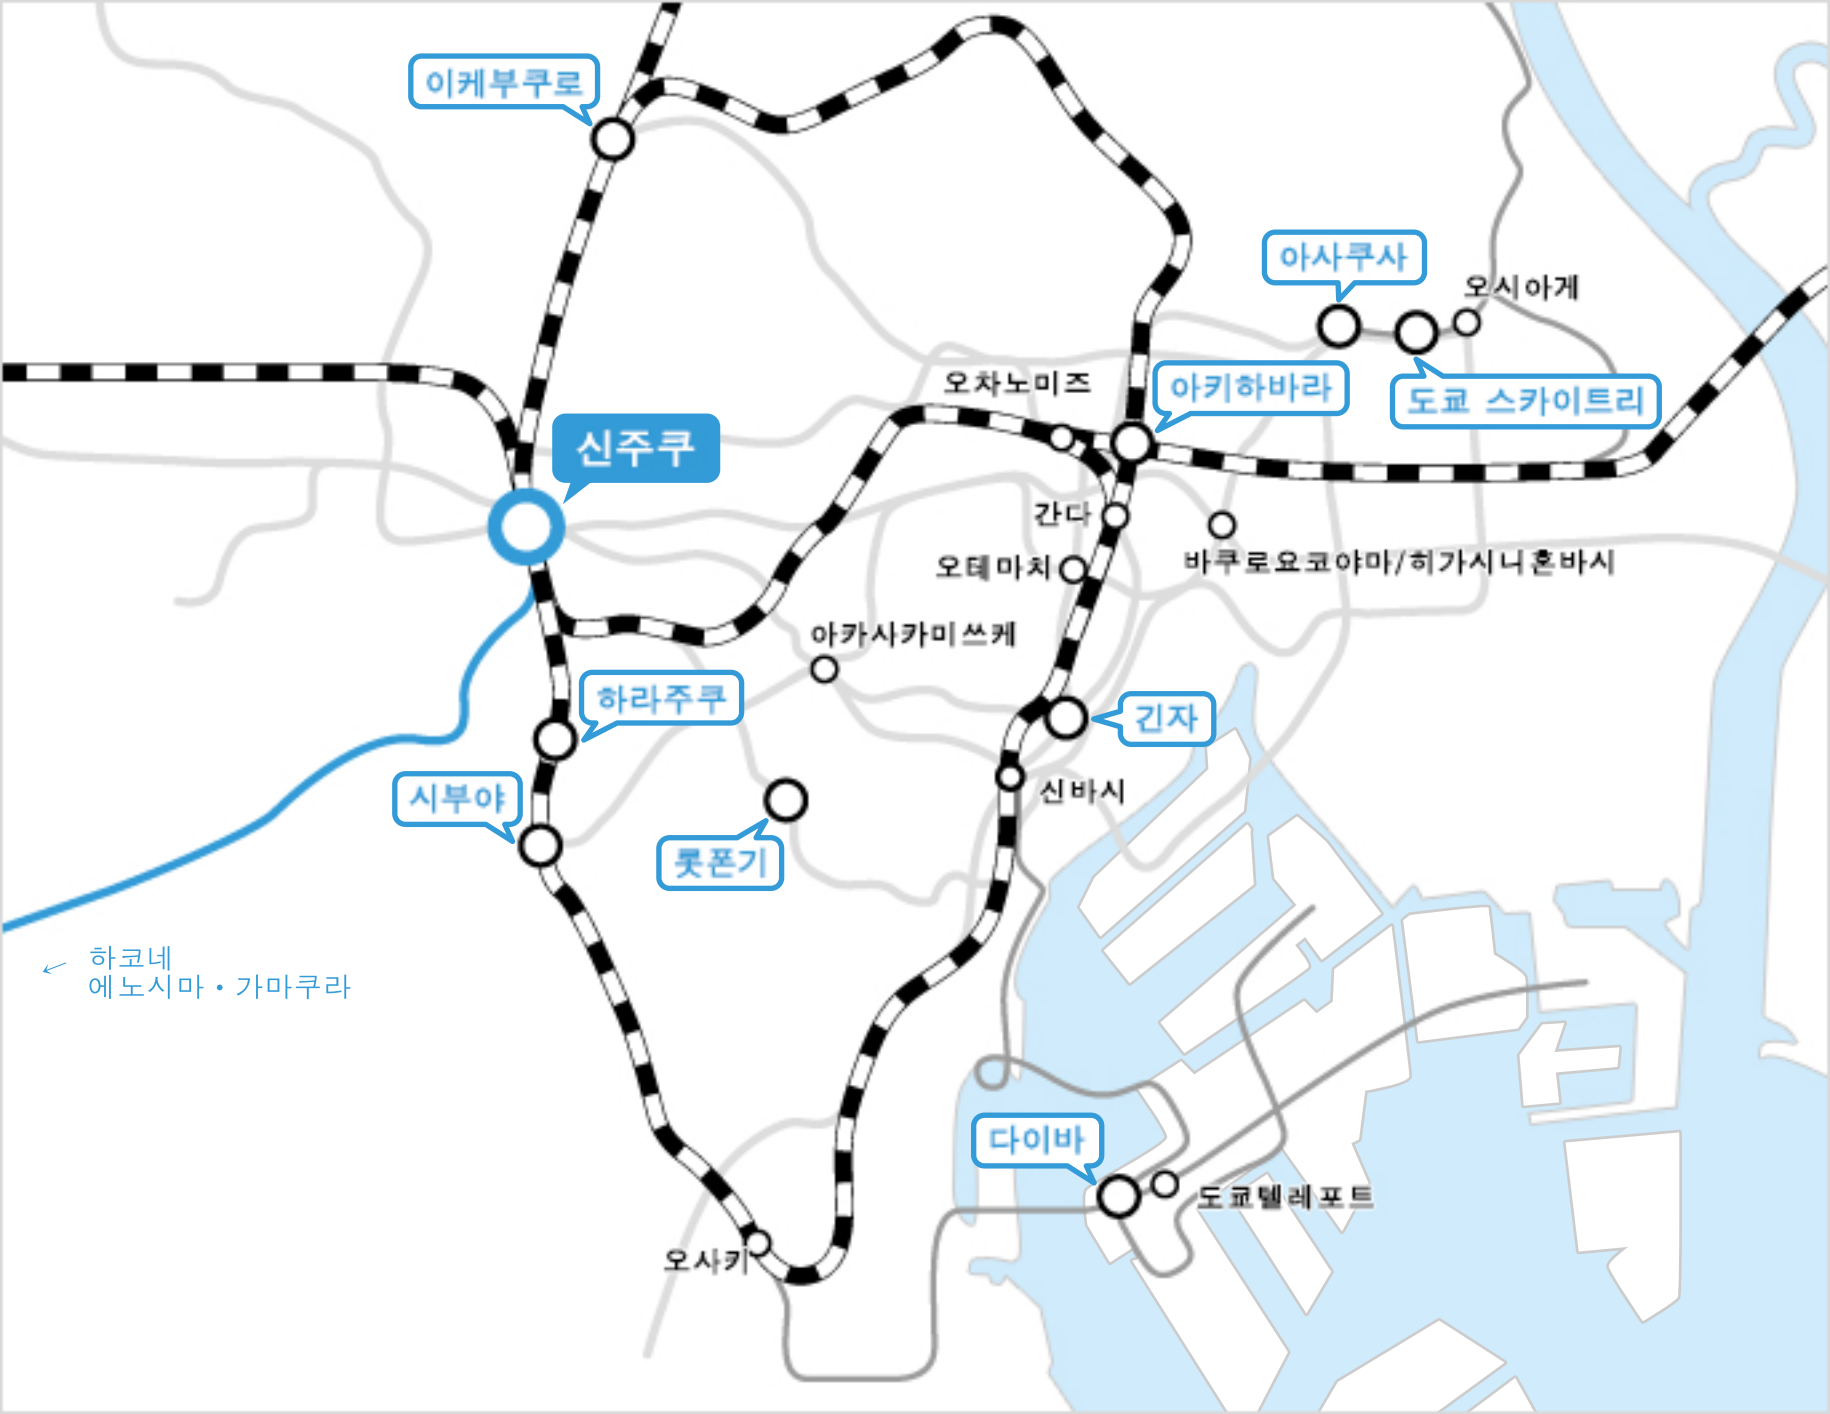 이케부쿠로
아사쿠사
오시아게
오차노미즈
아키하바라
도쿄 스카이트리
신주쿠
간다
오테마치
바쿠로요코야마/히가시니혼바시
아카사카미쓰케
하라주쿠
긴자
시부야
신바시
롯폰기
← 하코네
에노시마・가마쿠라
다이바
도쿄텔레포트
오사키